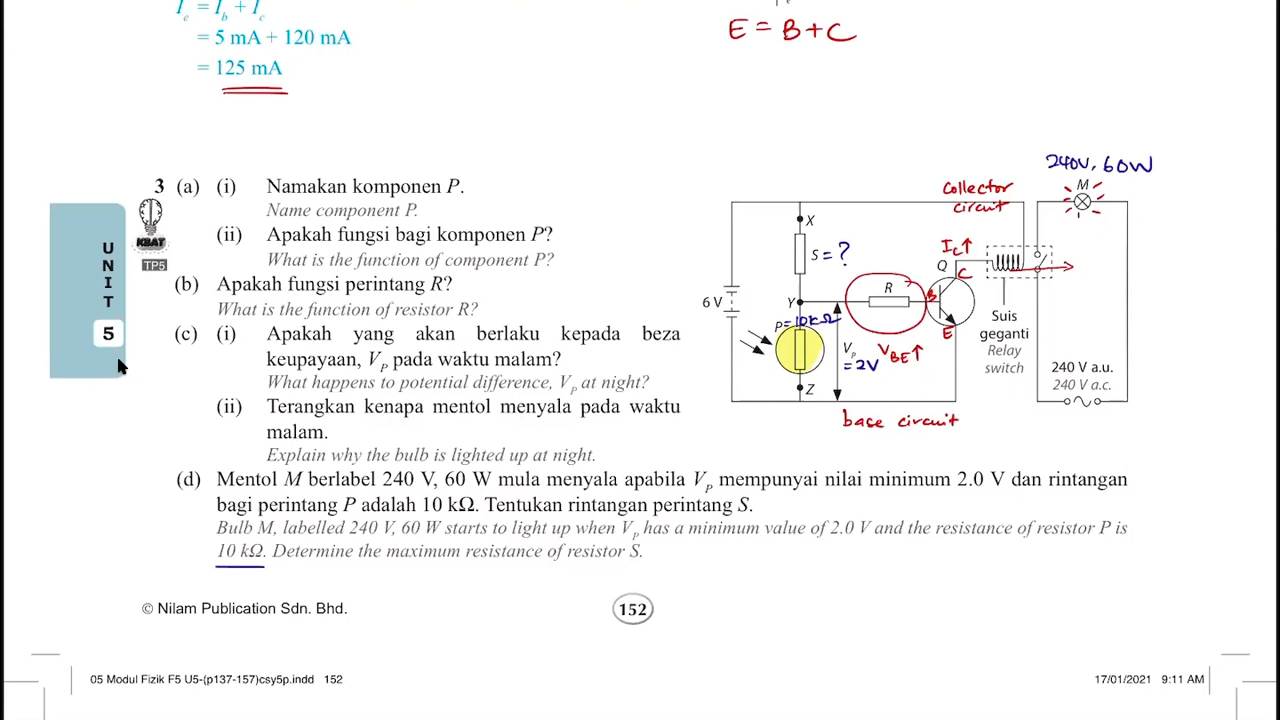 I_e = I_b + I_c
= 5 mA + 120 mA
= 125 mA
E = B + C
3 (a) (i) Namakan komponen P.
Name component P.
(ii) Apakah fungsi bagi komponen P?
What is the function of component P?
(b) Apakah fungsi perintang R?
What is the function of resistor R?
(c) (i) Apakah yang akan berlaku kepada beza
keupayaan, V_P pada waktu malam?
What happens to potential difference, V_P at night?
(ii) Terangkan kenapa mentol menyala pada waktu
malam.
Explain why the bulb is lighted up at night.
(d) Mentol M berlabel 240 V, 60 W mula menyala apabila V_P mempunyai nilai minimum 2.0 V dan rintangan
bagi perintang P adalah 10 kΩ. Tentukan rintangan perintang S.
Bulb M, labelled 240 V, 60 W starts to light up when V_P has a minimum value of 2.0 V and the resistance of resistor P is
10 kΩ. Determine the maximum resistance of resistor S.
KBAT
TP5
U
N
I
T
5
240V, 60W
M
collector
circuit
X
S = ?
I_C↑
Q
C
R
B
6 V
Y
P=10kΩ
E
V_P
= 2V
V_BE↑
Z
Suis
geganti
Relay
switch
240 V a.u.
240 V a.c.
base circuit
© Nilam Publication Sdn. Bhd.
152
05 Modul Fizik F5 U5-(p137-157)csy5p.indd 152
17/01/2021 9:11 AM